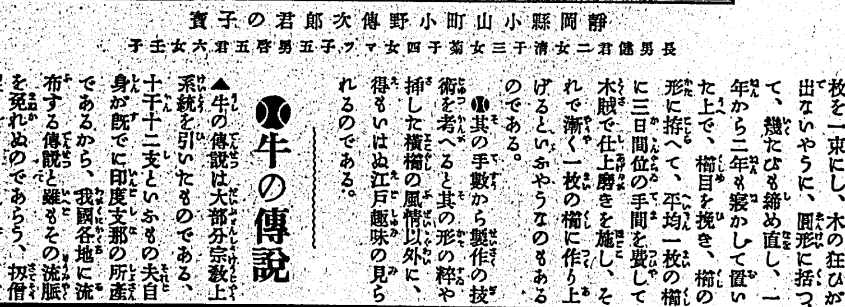 靜岡縣小山町小野傳次郎君の子寶
長男健君二女淸子三女菊子四女マツ子五男啓五君六女壬子
枚を一束にし、木の狂ひが
出ないやうに、圓形に括つ
て、幾たびも締め直し、一
年から二年も寢かして置い
た上で、櫛目を挽き、櫛の
形に拵へて、平均一枚の櫛
に三日間位の手間を費して
木賊で仕上磨きを施し、そ
れで漸く一枚の櫛に作り上
げるといふやうなのもある
のである。
其の手數から製作の技
術を考へると其の形の粹や
挿した橫櫛の風情以外に、
得もいはぬ江戸趣味の見ら
れるのである。
牛の傳說
▲牛の傳說は大部分宗敎上
系統を引いたものである、
十干十二支といふもの夫自
身が旣でに印度支那の所產
であるから、我國各地に流
布する傳說と雖もその流脈
を免れぬのであらう、扨僧